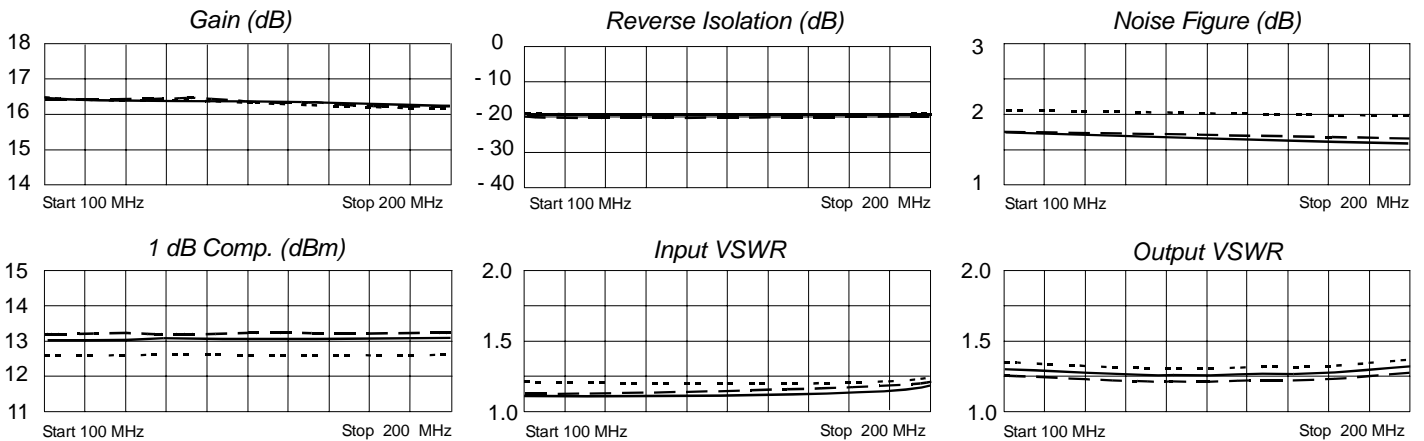 Gain (dB)
18
17
16
15
14
Start 100 MHz
Stop 200 MHz
Reverse Isolation (dB)
0
- 10
- 20
- 30
- 40
Start 100 MHz
Stop 200 MHz
Noise Figure (dB)
3
2
1
Start 100 MHz
Stop 200 MHz
1 dB Comp. (dBm)
15
14
13
12
11
Start 100 MHz
Stop 200 MHz
Input VSWR
2.0
1.5
1.0
Start 100 MHz
Stop 200 MHz
Output VSWR
2.0
1.5
1.0
Start 100 MHz
Stop 200 MHz